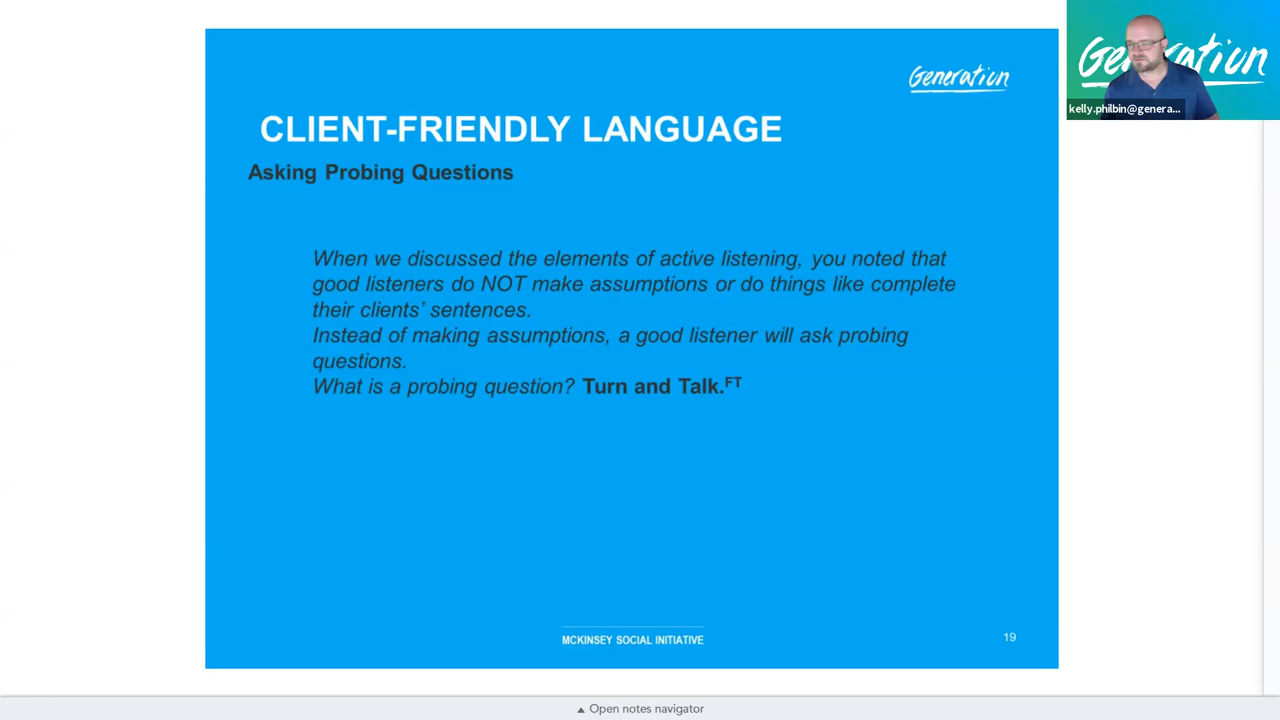 Generation
CLIENT-FRIENDLY LANGUAGE
Asking Probing Questions
When we discussed the elements of active listening, you noted that
good listeners do NOT make assumptions or do things like complete
their clients’ sentences.
Instead of making assumptions, a good listener will ask probing
questions.
What is a probing question? Turn and Talk.FT
MCKINSEY SOCIAL INITIATIVE
19
Generation
kelly.philbin@genera...
▲ Open notes navigator